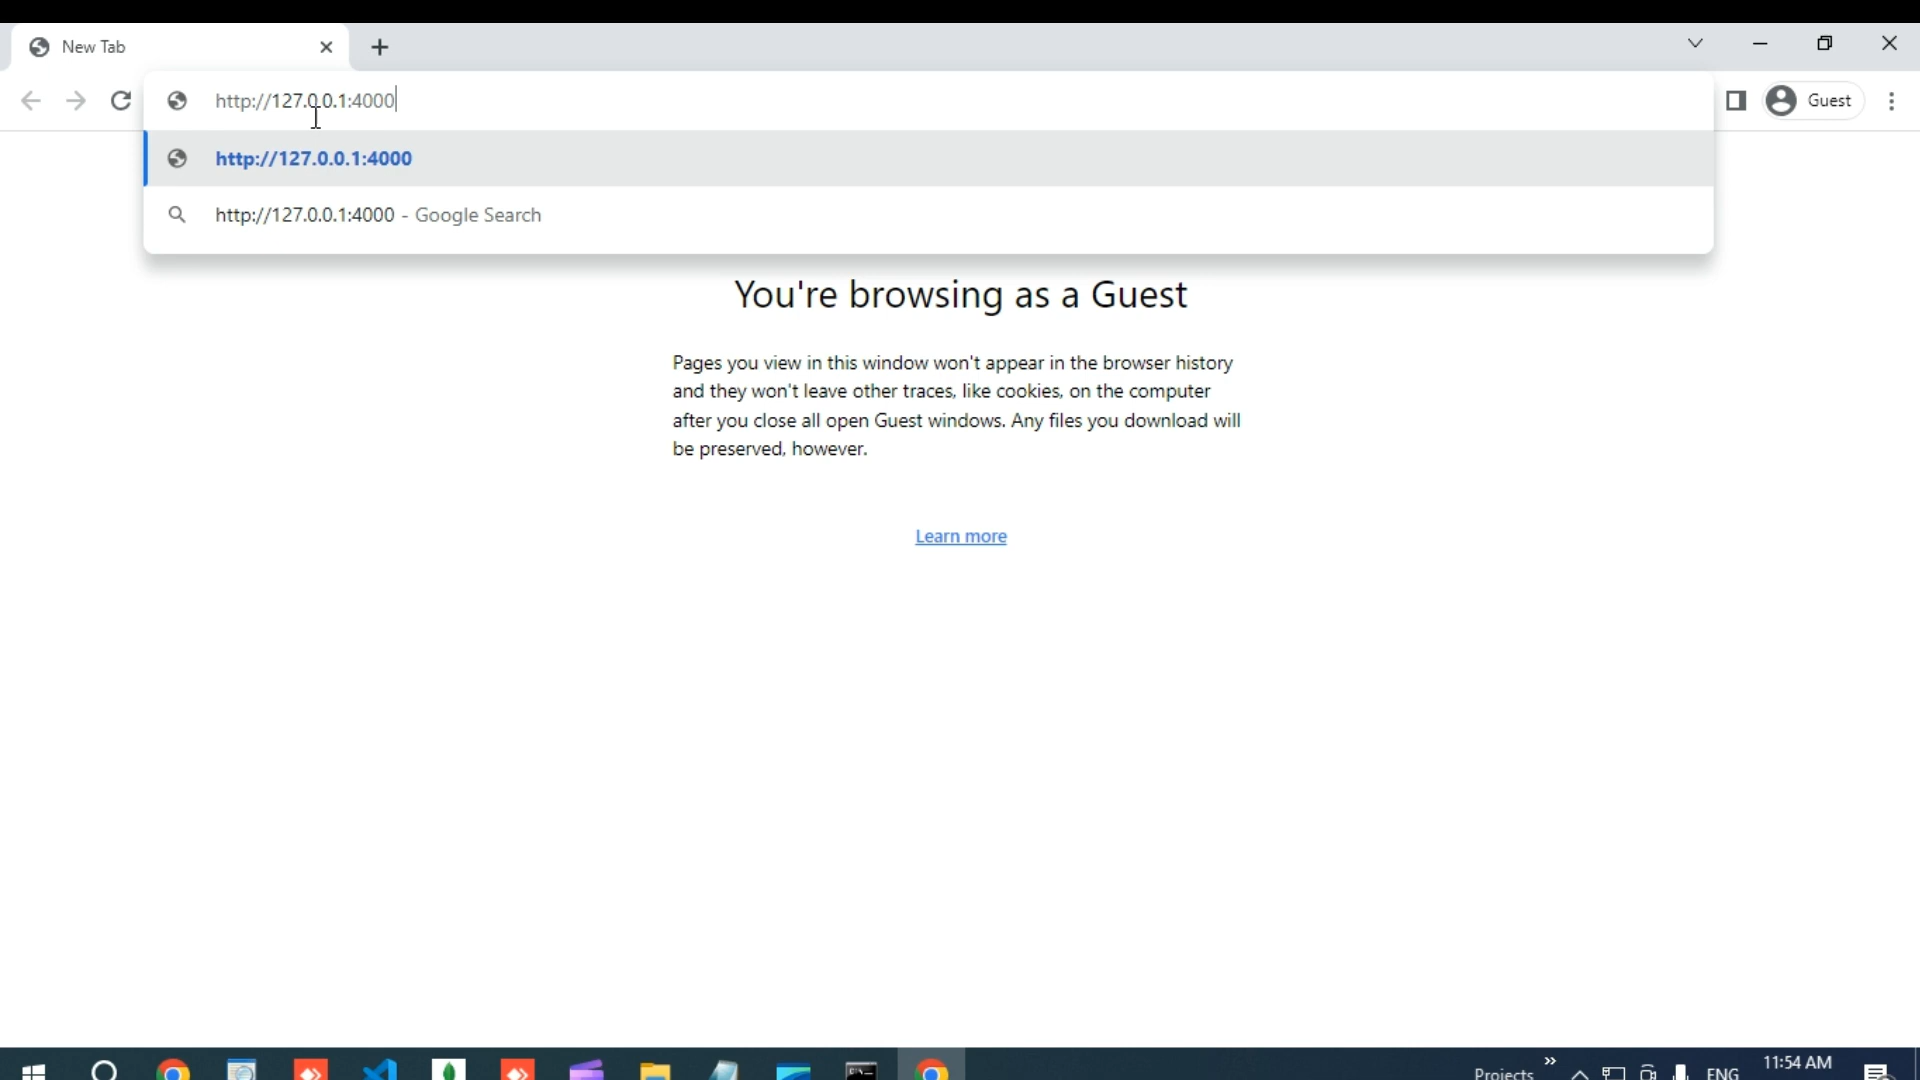 New Tab
http://127.0.0.1:4000
Guest
http://127.0.0.1:4000
http://127.0.0.1:4000 - Google Search
You're browsing as a Guest
Pages you view in this window won't appear in the browser history
and they won't leave other traces, like cookies, on the computer
after you close all open Guest windows. Any files you download will
be preserved, however.
Learn more
Projects
ENG
11:54 AM